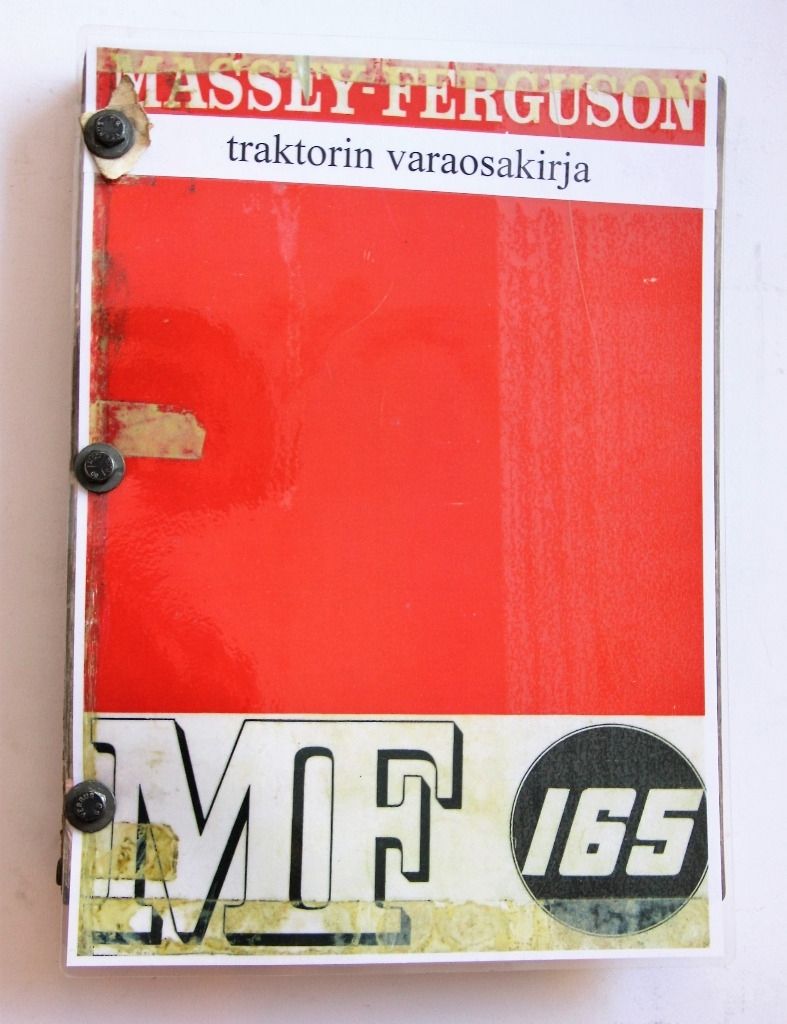 MASSEY-FERGUSON
traktorin varaosakirja
MF
165